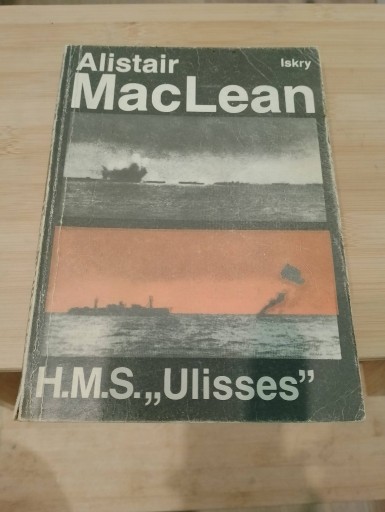 Alistair
Iskry
MacLean
H.M.S. „Ulisses”